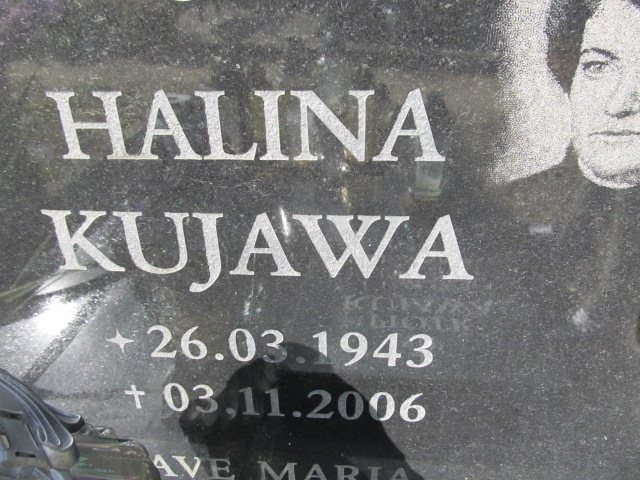 HALINA
KUJAWA
26.03.1943
† 03.11.2006
AVE MARIA